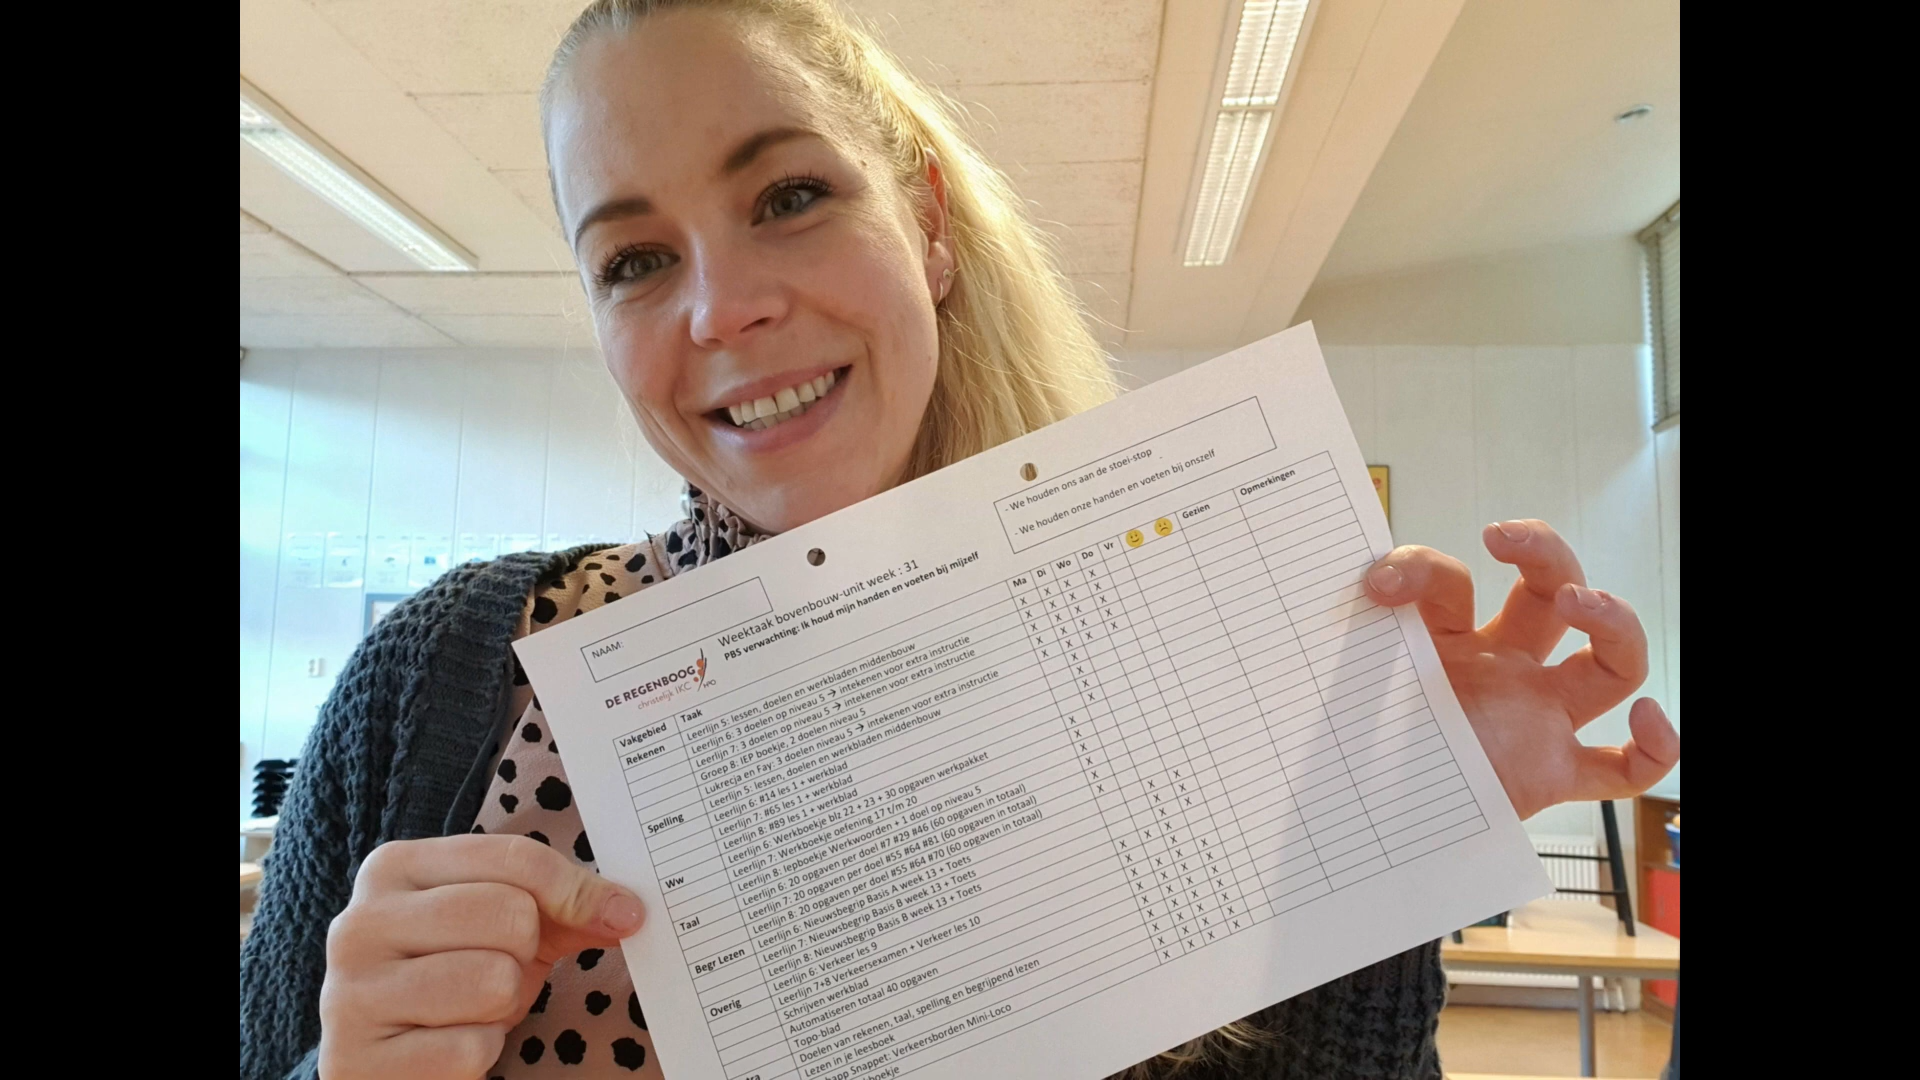 NAAM:
- We houden ons aan de stoei-stop
- We houden onze handen en voeten bij onszelf
DE REGENBOOG
christelijk IKC
Weektaak bovenbouw-unit week : 31
PBS verwachting: Ik houd mijn handen en voeten bij mijzelf
Vakgebied Taak Ma Di Wo Do Vr Gezien Opmerkingen
Rekenen Leerlijn 5: lessen, doelen en werkbladen middenbouw X X X X
Leerlijn 6: 3 doelen op niveau 5 → intekenen voor extra instructie X X X X
Leerlijn 7: 3 doelen op niveau 5 → intekenen voor extra instructie X X X X
Groep 8: IEP boekje, 2 doelen niveau 5 X X X X
Lukrecja en Fay: 3 doelen niveau 5 → intekenen voor extra instructie X X X X
Spelling Leerlijn 5: lessen, doelen en werkbladen middenbouw X
Leerlijn 6: #14 les 1 + werkblad X
Leerlijn 7: #65 les 1 + werkblad X
Leerlijn 8: #89 les 1 + werkblad X
Ww Leerlijn 6: Werkboekje blz 22 + 23 + 30 opgaven werkpakket X
Leerlijn 7: Werkboekje oefening 17 t/m 20 X
Leerlijn 8: Iepboekje Werkwoorden + 1 doel op niveau 5 X
Taal Leerlijn 6: 20 opgaven per doel #7 #29 #46 (60 opgaven in totaal) X
Leerlijn 7: 20 opgaven per doel #55 #64 #81 (60 opgaven in totaal) X
Leerlijn 8: 20 opgaven per doel #55 #64 #70 (60 opgaven in totaal) X
Begr Lezen Leerlijn 6: Nieuwsbegrip Basis A week 13 + Toets X X
Leerlijn 7: Nieuwsbegrip Basis B week 13 + Toets X X
Leerlijn 8: Nieuwsbegrip Basis B week 13 + Toets X X
Overig Leerlijn 6: Verkeer les 9
Leerlijn 7+8 Verkeersexamen + Verkeer les 10
Schrijven werkblad
Automatiseren totaal 40 opgaven
Topo-blad
Doelen van rekenen, taal, spelling en begrijpend lezen
Lezen in je leesboek
Snappet: Verkeersborden Mini-Loco